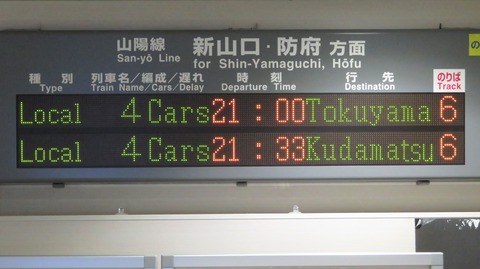 山陽線 新山口・防府 方面
San-yō Line for Shin-Yamaguchi, Hōfu
種別 列車名/編成/遅れ 時刻 行先 のりば
Type Train Name/Cars/Delay Departure Time Destination Track
Local 4 Cars 21:00 Tokuyama 6
Local 4 Cars 21:33 Kudamatsu 6
の